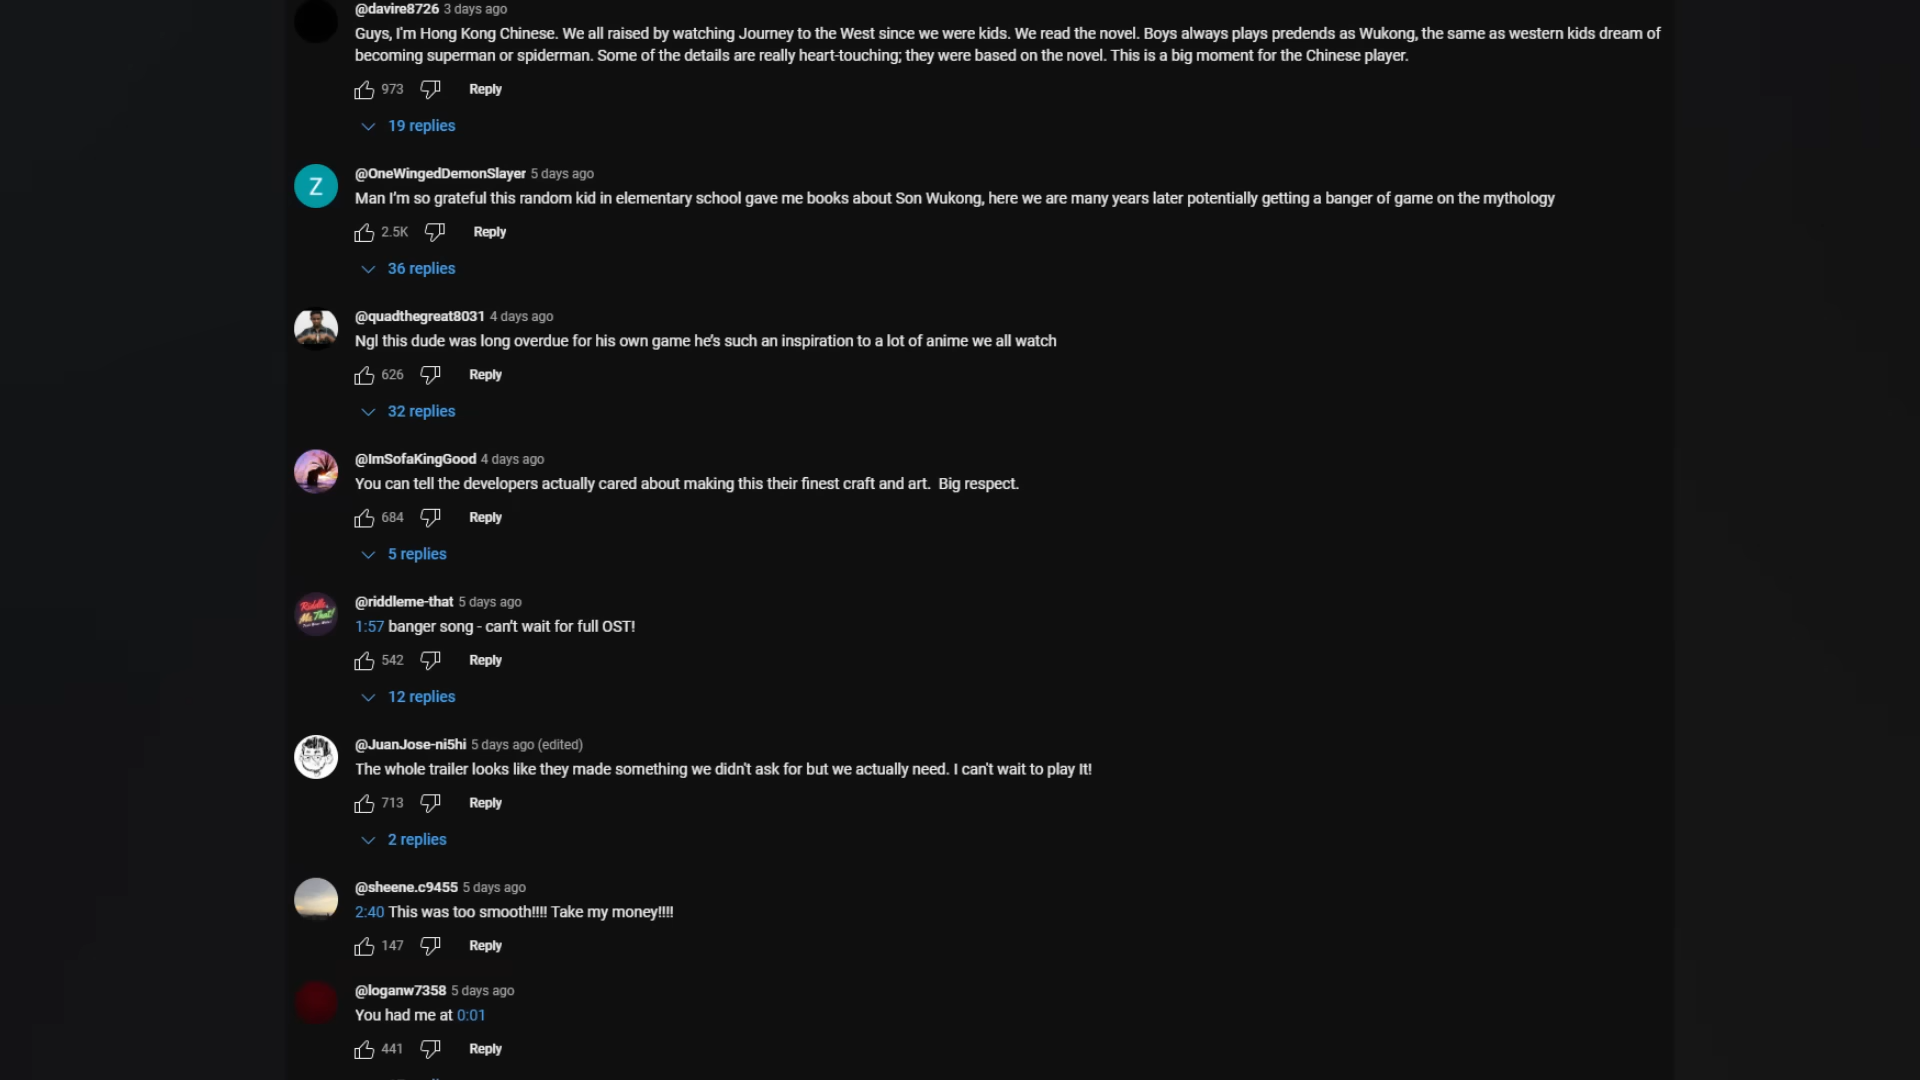 @davire8726 3 days ago
Guys, I'm Hong Kong Chinese. We all raised by watching Journey to the West since we were kids. We read the novel. Boys always plays predends as Wukong, the same as western kids dream of
becoming superman or spiderman. Some of the details are really heart-touching; they were based on the novel. This is a big moment for the Chinese player.
973 Reply
19 replies
Z
@OneWingedDemonSlayer 5 days ago
Man I'm so grateful this random kid in elementary school gave me books about Son Wukong, here we are many years later potentially getting a banger of game on the mythology
2.5K Reply
36 replies
@quadthegreat8031 4 days ago
Ngl this dude was long overdue for his own game he's such an inspiration to a lot of anime we all watch
626 Reply
32 replies
@ImSofaKingGood 4 days ago
You can tell the developers actually cared about making this their finest craft and art.  Big respect.
684 Reply
5 replies
Riddle
Me That!
@riddleme-that 5 days ago
1:57 banger song - can't wait for full OST!
542 Reply
12 replies
@JuanJose-ni5hi 5 days ago (edited)
The whole trailer looks like they made something we didn't ask for but we actually need. I can't wait to play It!
713 Reply
2 replies
@sheene.c9455 5 days ago
2:40 This was too smooth!!!! Take my money!!!!
147 Reply
@loganw7358 5 days ago
You had me at 0:01
441 Reply